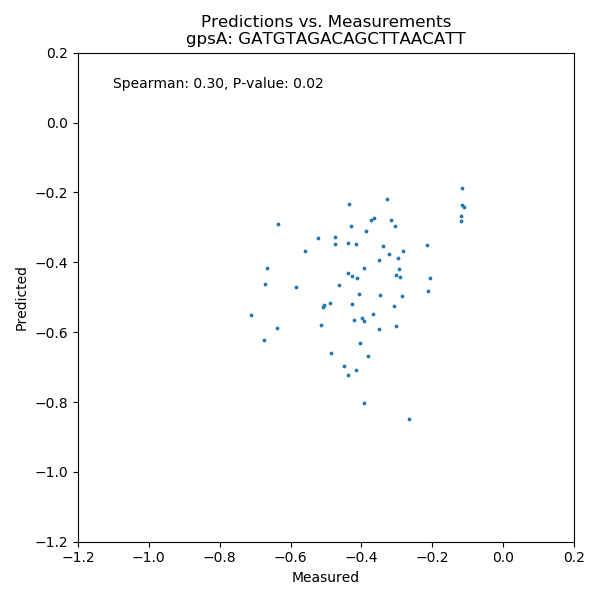 Predictions vs. Measurements
gpsA: GATGTAGACAGCTTAACATT
Spearman: 0.30, P-value: 0.02
0.2
0.0
−0.2
−0.4
−0.6
−0.8
−1.0
−1.2
Predicted
−1.2 −1.0 −0.8 −0.6 −0.4 −0.2 0.0 0.2
Measured